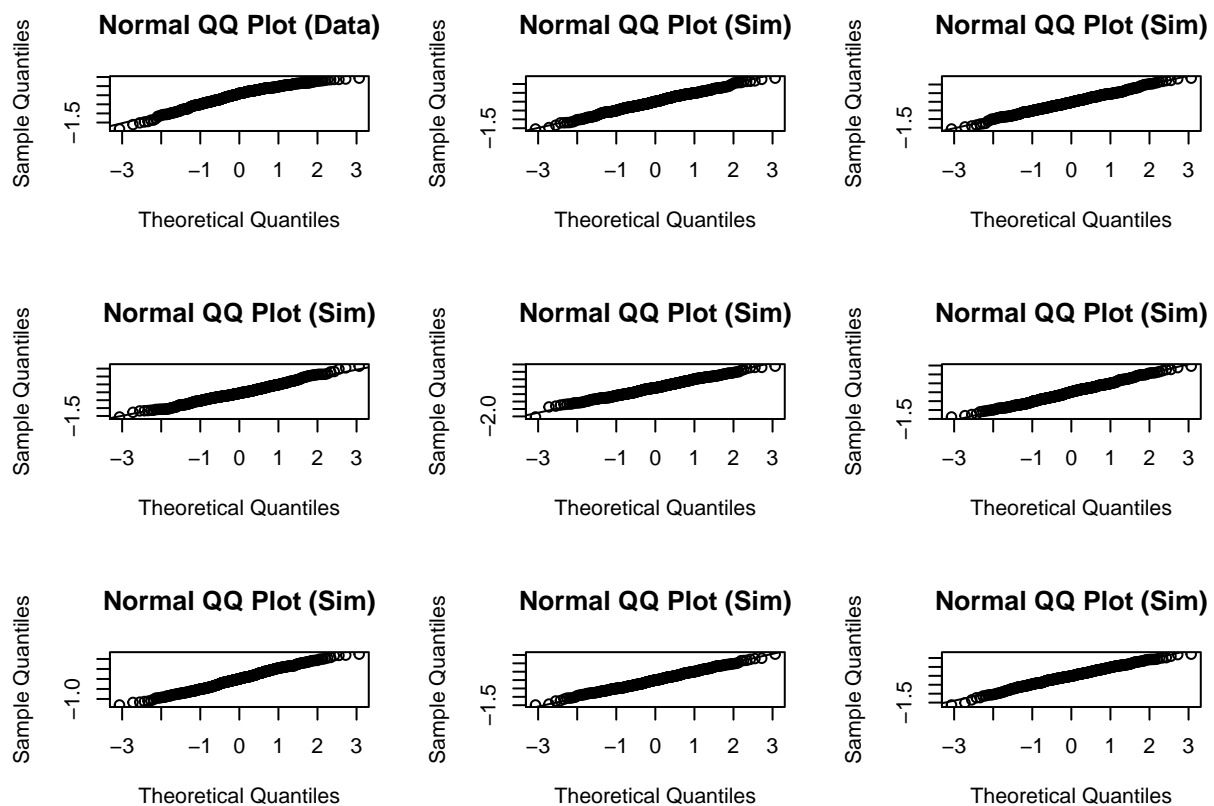 Normal QQ Plot (Data)
Sample Quantiles
−1.5
−3 −1 0 1 2 3
Theoretical Quantiles
Normal QQ Plot (Sim)
Sample Quantiles
−1.5
−3 −1 0 1 2 3
Theoretical Quantiles
Normal QQ Plot (Sim)
Sample Quantiles
−1.5
−3 −1 0 1 2 3
Theoretical Quantiles
Normal QQ Plot (Sim)
Sample Quantiles
−1.5
−3 −1 0 1 2 3
Theoretical Quantiles
Normal QQ Plot (Sim)
Sample Quantiles
−2.0
−3 −1 0 1 2 3
Theoretical Quantiles
Normal QQ Plot (Sim)
Sample Quantiles
−1.5
−3 −1 0 1 2 3
Theoretical Quantiles
Normal QQ Plot (Sim)
Sample Quantiles
−1.0
−3 −1 0 1 2 3
Theoretical Quantiles
Normal QQ Plot (Sim)
Sample Quantiles
−1.5
−3 −1 0 1 2 3
Theoretical Quantiles
Normal QQ Plot (Sim)
Sample Quantiles
−1.5
−3 −1 0 1 2 3
Theoretical Quantiles